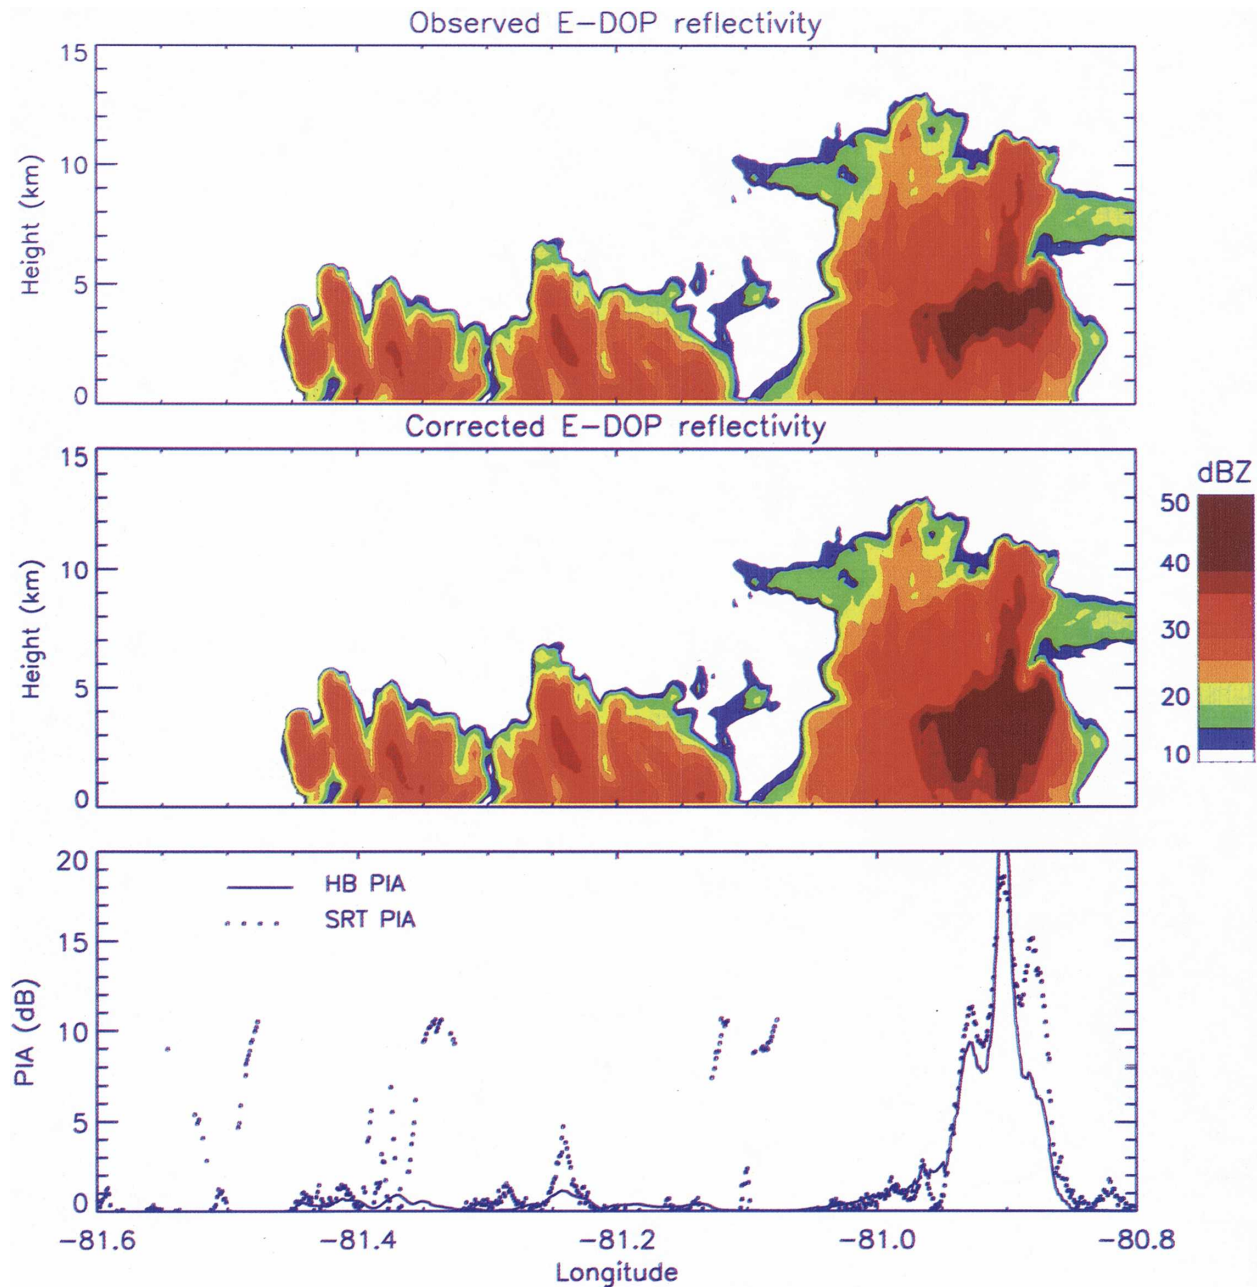 Observed E-DOP reflectivity
15
10
5
0
Height (km)
Corrected E-DOP reflectivity
15
10
5
0
Height (km)
dBZ
50
40
30
20
10
20
15
10
5
0
PIA (dB)
HB PIA
SRT PIA
-81.6 -81.4 -81.2 -81.0 -80.8
Longitude